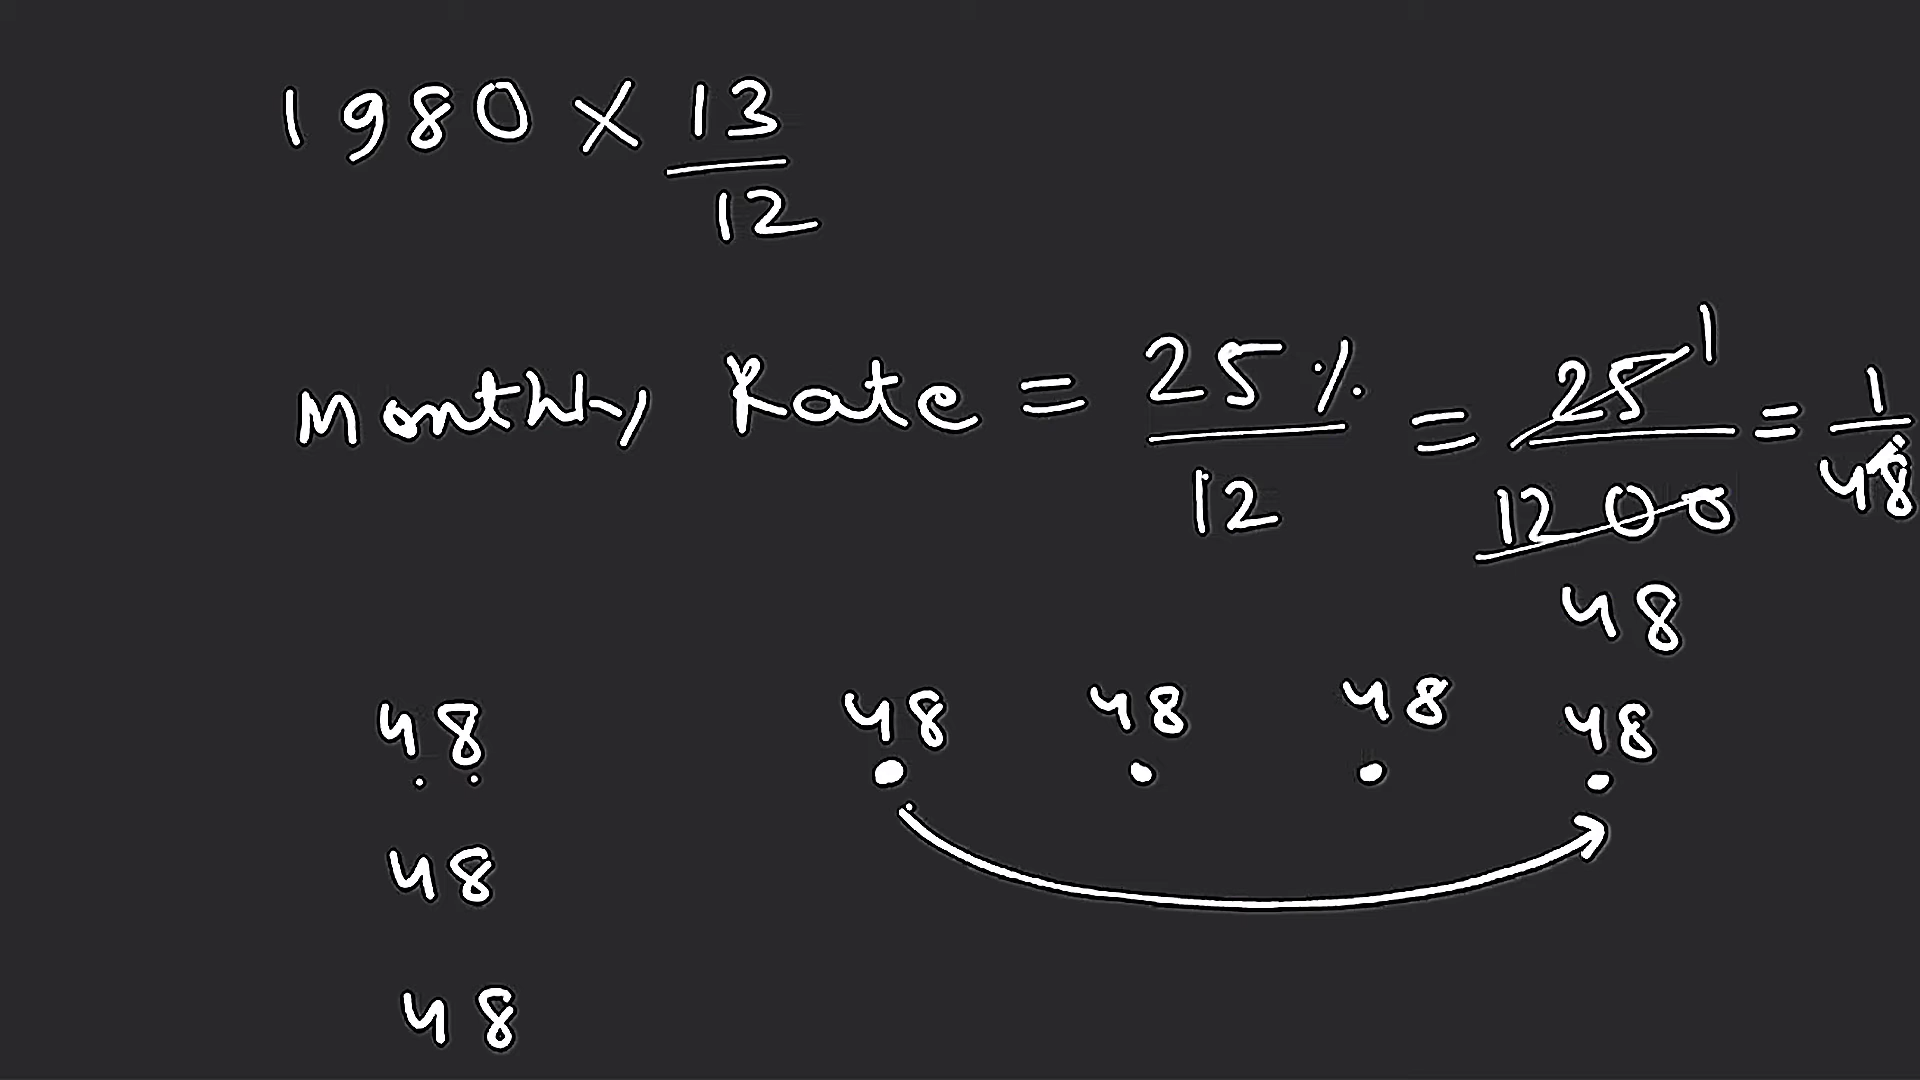 1980 × 13/12
Monthly Rate = 25%/12 = 25/1200 = 1/48
1
48
48 48 48 48 48
48
48